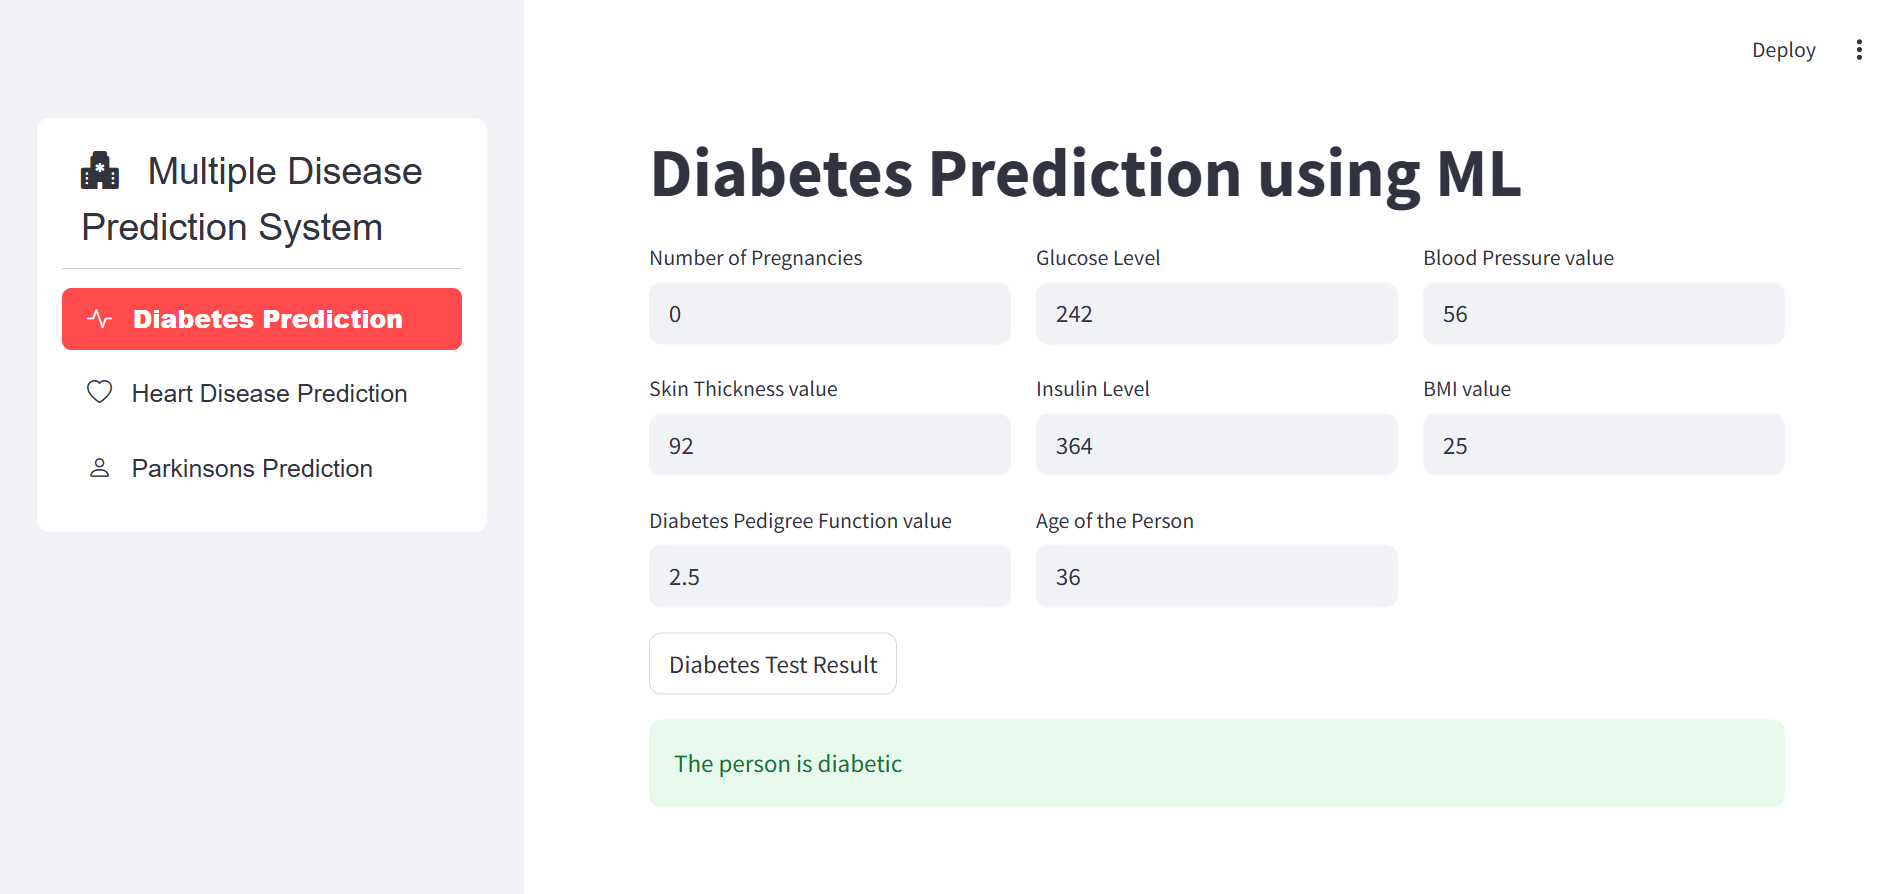 Deploy
Multiple Disease
Prediction System
Diabetes Prediction
Heart Disease Prediction
Parkinsons Prediction
Diabetes Prediction using ML
Number of Pregnancies
0
Glucose Level
242
Blood Pressure value
56
Skin Thickness value
92
Insulin Level
364
BMI value
25
Diabetes Pedigree Function value
2.5
Age of the Person
36
Diabetes Test Result
The person is diabetic